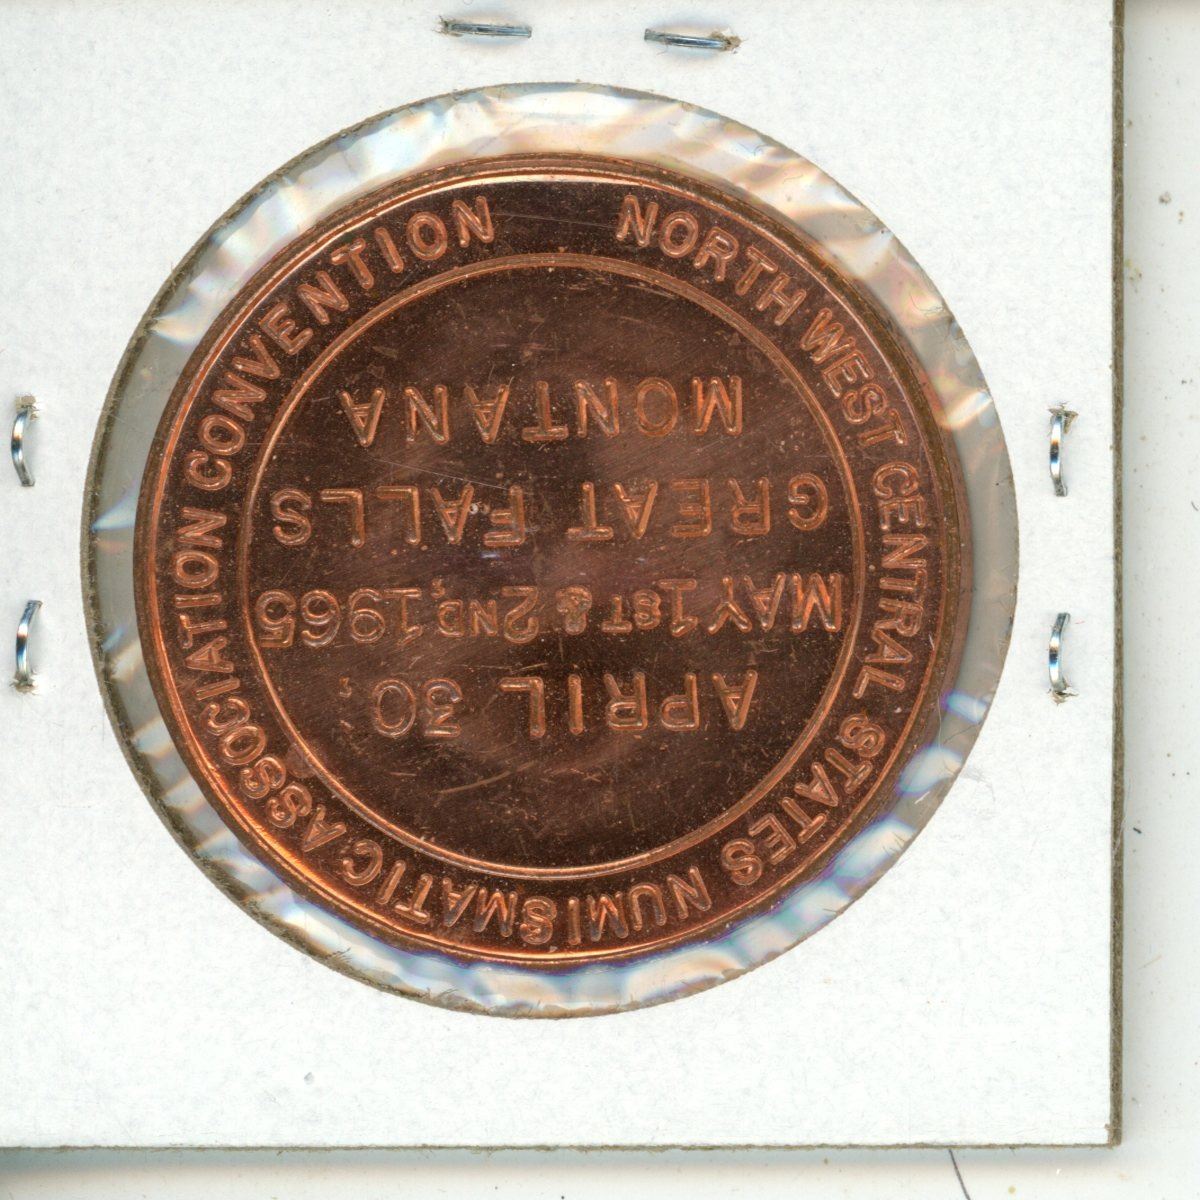 NORTH WEST CENTRAL STATES NUMISMATIC ASSOCIATION CONVENTION
APRIL 30,
MAY 1ST & 2ND, 1965
GREAT FALLS
MONTANA